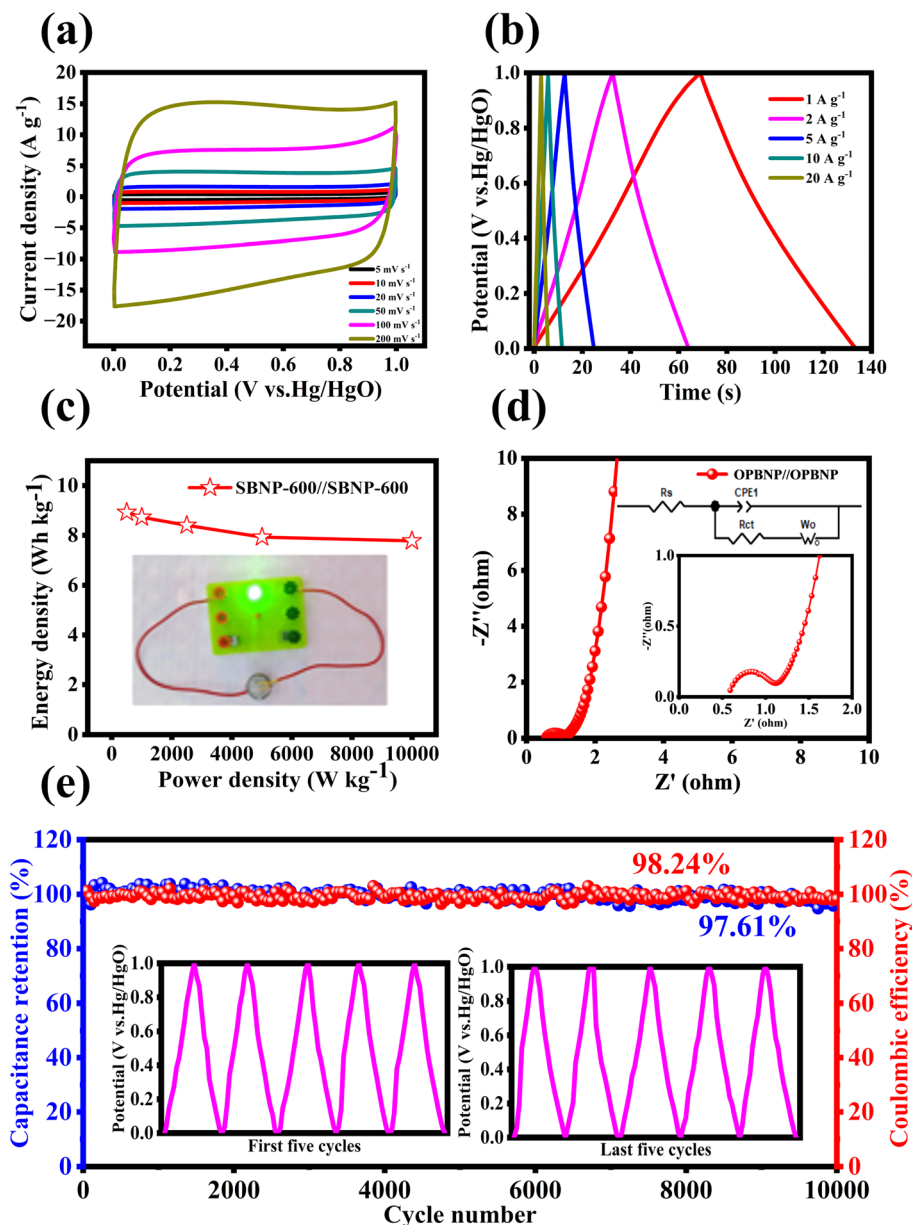 (a)
Current density (A g⁻¹)
20
15
10
5
0
−5
−10
−15
−20
5 mV s⁻¹
10 mV s⁻¹
20 mV s⁻¹
50 mV s⁻¹
100 mV s⁻¹
200 mV s⁻¹
0.0 0.2 0.4 0.6 0.8 1.0
Potential (V vs.Hg/HgO)
(b)
Potential (V vs.Hg/HgO)
1.0
0.8
0.6
0.4
0.2
0.0
1 A g⁻¹
2 A g⁻¹
5 A g⁻¹
10 A g⁻¹
20 A g⁻¹
0 20 40 60 80 100 120 140
Time (s)
(c)
Energy density (Wh kg⁻¹)
10
8
6
4
2
0
SBNP-600//SBNP-600
0 2000 4000 6000 8000 10000
Power density (W kg⁻¹)
(d)
-Z''(ohm)
10
8
6
4
2
0
OPBNP//OPBNP
Rs CPE1
Rct Wo
-Z''(ohm)
1.0
0.5
0.0
0.0 0.5 1.0 1.5 2.0
Z' (ohm)
0 2 4 6 8 10
Z' (ohm)
(e)
Capacitance retention (%)
120
100
80
60
40
20
0
98.24%
97.61%
Potential (V vs.Hg/HgO)
1.0
0.8
0.6
0.4
0.2
0.0
First five cycles
Potential (V vs.Hg/HgO)
1.0
0.8
0.6
0.4
0.2
0.0
Last five cycles
120
100
80
60
40
20
0
Coulombic efficiency (%)
0 2000 4000 6000 8000 10000
Cycle number